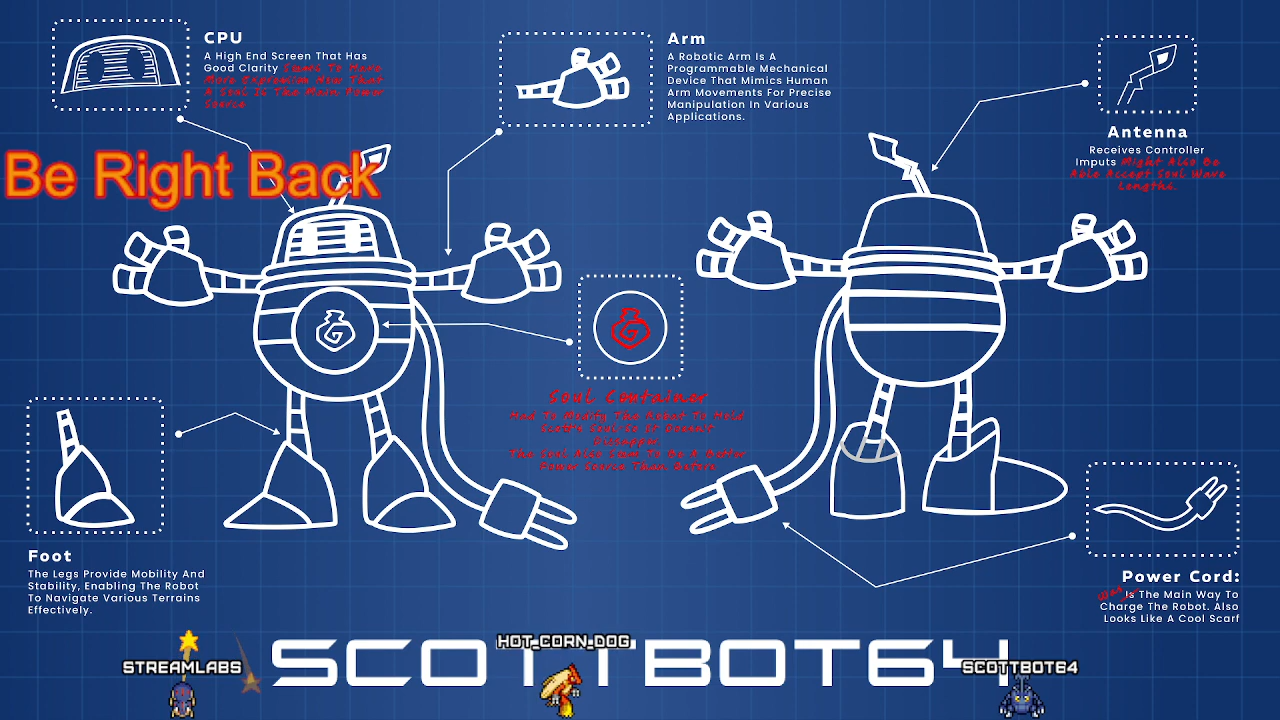 CPU
A High End Screen That Has
Good Clarity Seems To Have
More Expression Now That
A Soul Is The Main Power
Source
Arm
A Robotic Arm Is A
Programmable Mechanical
Device That Mimics Human
Arm Movements For Precise
Manipulation In Various
Applications.
Antenna
Receives Controller
Imputs Might Also Be
Able Accept Soul Wave
Lengths.
Be Right Back
G
G
Soul Container
Had To Modify The Robot To Hold
Scott's Soul So It Doesn't
Dissapper
The Soul Also Seem To Be A Better
Power Source Than Before
Foot
The Legs Provide Mobility And
Stability, Enabling The Robot
To Navigate Various Terrains
Effectively.
Power Cord:
Was Is The Main Way To
Charge The Robot. Also
Looks Like A Cool Scarf
SCOTTBOT64
STREAMLABS
HOT_CORN_DOG
SCOTTBOT64